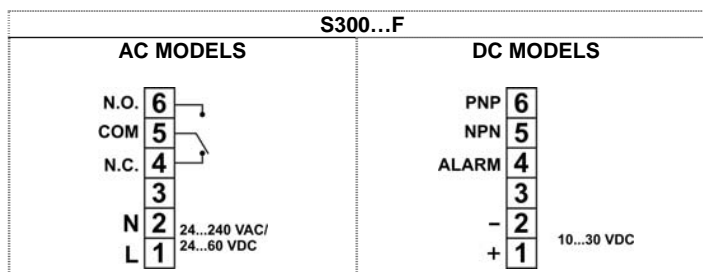 S300...F
AC MODELS
N.O. 6
COM 5
N.C. 4
3
N 2 24...240 VAC/
L 1 24...60 VDC
DC MODELS
PNP 6
NPN 5
ALARM 4
3
– 2
+ 1 10...30 VDC